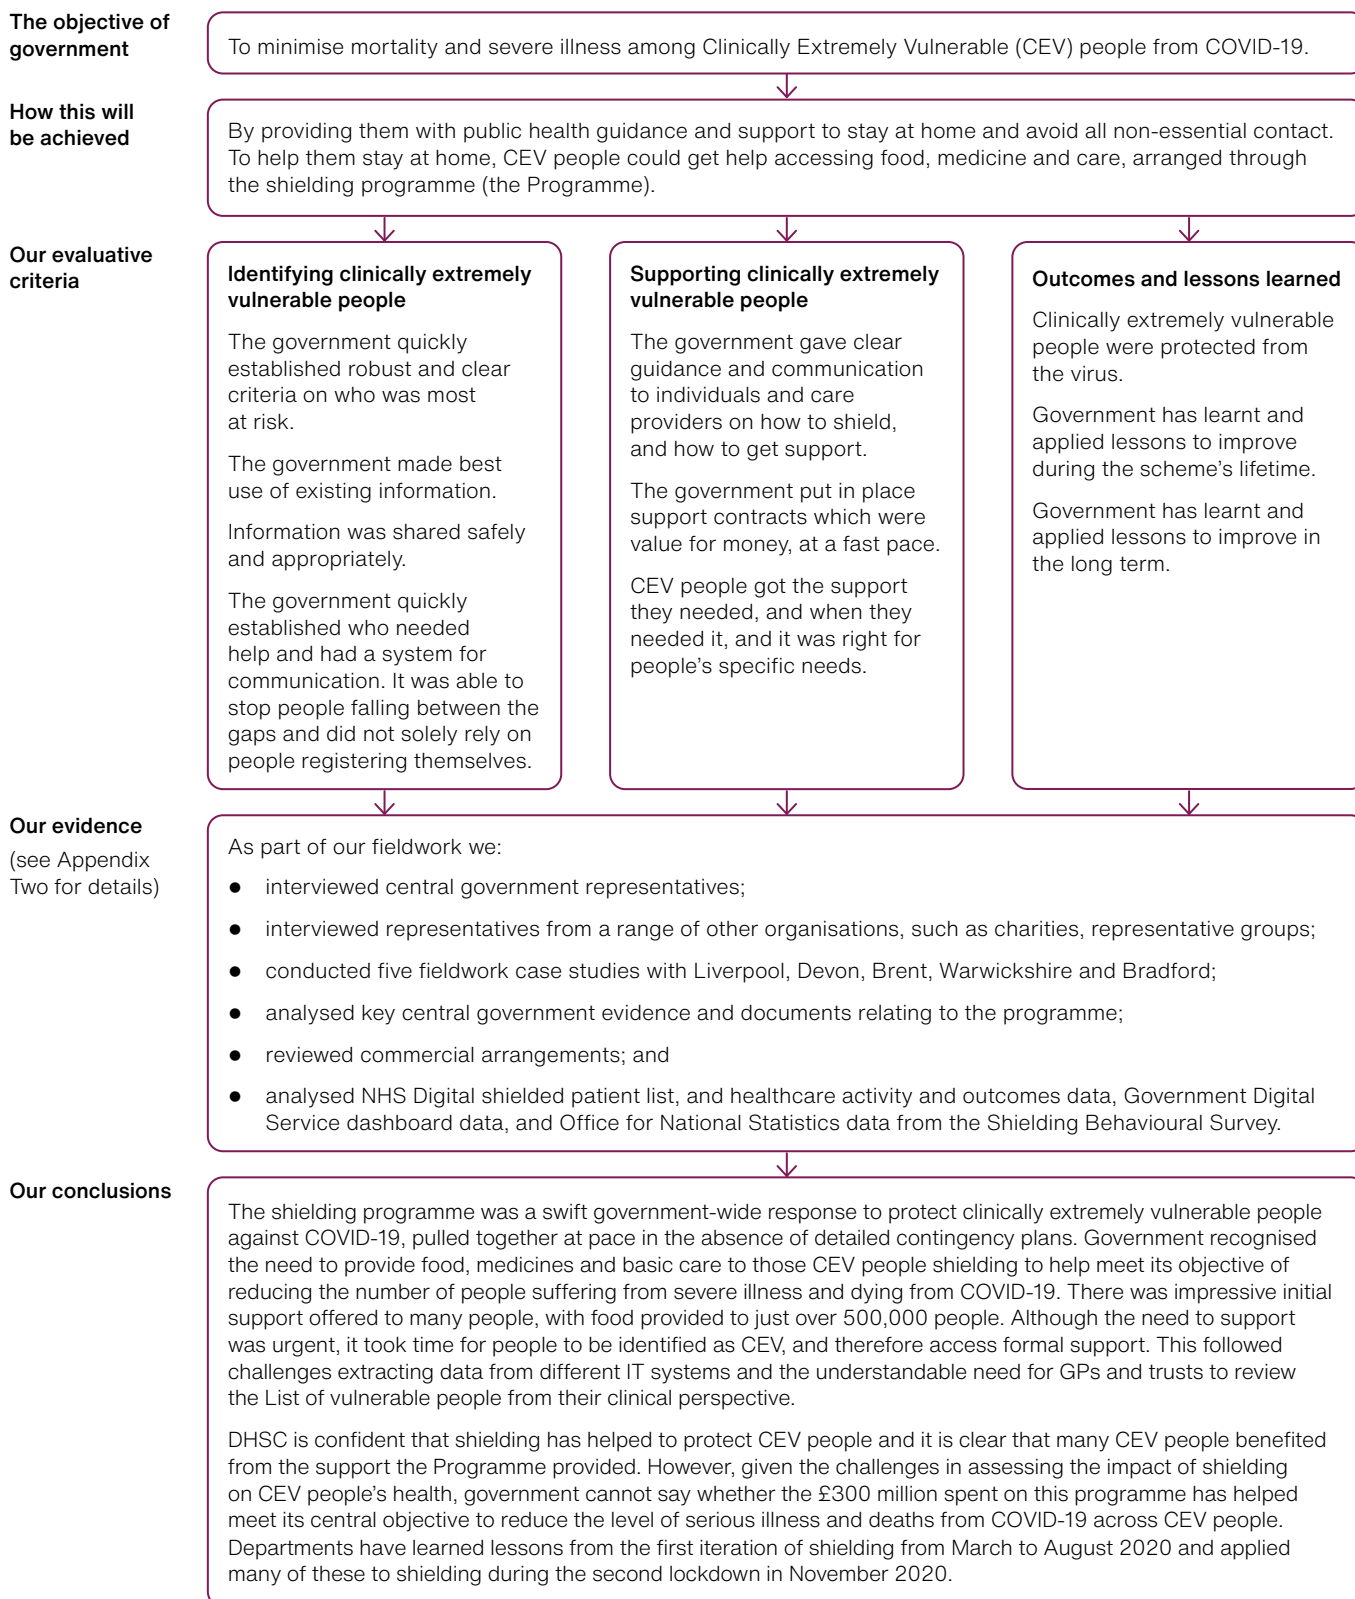 The objective of
government
To minimise mortality and severe illness among Clinically Extremely Vulnerable (CEV) people from COVID-19.
How this will
be achieved
By providing them with public health guidance and support to stay at home and avoid all non-essential contact.
To help them stay at home, CEV people could get help accessing food, medicine and care, arranged through
the shielding programme (the Programme).
Our evaluative
criteria
Identifying clinically extremely
vulnerable people
The government quickly
established robust and clear
criteria on who was most
at risk.
The government made best
use of existing information.
Information was shared safely
and appropriately.
The government quickly
established who needed
help and had a system for
communication. It was able to
stop people falling between the
gaps and did not solely rely on
people registering themselves.
Supporting clinically extremely
vulnerable people
The government gave clear
guidance and communication
to individuals and care
providers on how to shield,
and how to get support.
The government put in place
support contracts which were
value for money, at a fast pace.
CEV people got the support
they needed, and when they
needed it, and it was right for
people's specific needs.
Outcomes and lessons learned
Clinically extremely vulnerable
people were protected from
the virus.
Government has learnt and
applied lessons to improve
during the scheme's lifetime.
Government has learnt and
applied lessons to improve in
the long term.
Our evidence
(see Appendix
Two for details)
As part of our fieldwork we:
● interviewed central government representatives;
● interviewed representatives from a range of other organisations, such as charities, representative groups;
● conducted five fieldwork case studies with Liverpool, Devon, Brent, Warwickshire and Bradford;
● analysed key central government evidence and documents relating to the programme;
● reviewed commercial arrangements; and
● analysed NHS Digital shielded patient list, and healthcare activity and outcomes data, Government Digital
Service dashboard data, and Office for National Statistics data from the Shielding Behavioural Survey.
Our conclusions
The shielding programme was a swift government-wide response to protect clinically extremely vulnerable people
against COVID-19, pulled together at pace in the absence of detailed contingency plans. Government recognised
the need to provide food, medicines and basic care to those CEV people shielding to help meet its objective of
reducing the number of people suffering from severe illness and dying from COVID-19. There was impressive initial
support offered to many people, with food provided to just over 500,000 people. Although the need to support
was urgent, it took time for people to be identified as CEV, and therefore access formal support. This followed
challenges extracting data from different IT systems and the understandable need for GPs and trusts to review
the List of vulnerable people from their clinical perspective.
DHSC is confident that shielding has helped to protect CEV people and it is clear that many CEV people benefited
from the support the Programme provided. However, given the challenges in assessing the impact of shielding
on CEV people's health, government cannot say whether the £300 million spent on this programme has helped
meet its central objective to reduce the level of serious illness and deaths from COVID-19 across CEV people.
Departments have learned lessons from the first iteration of shielding from March to August 2020 and applied
many of these to shielding during the second lockdown in November 2020.